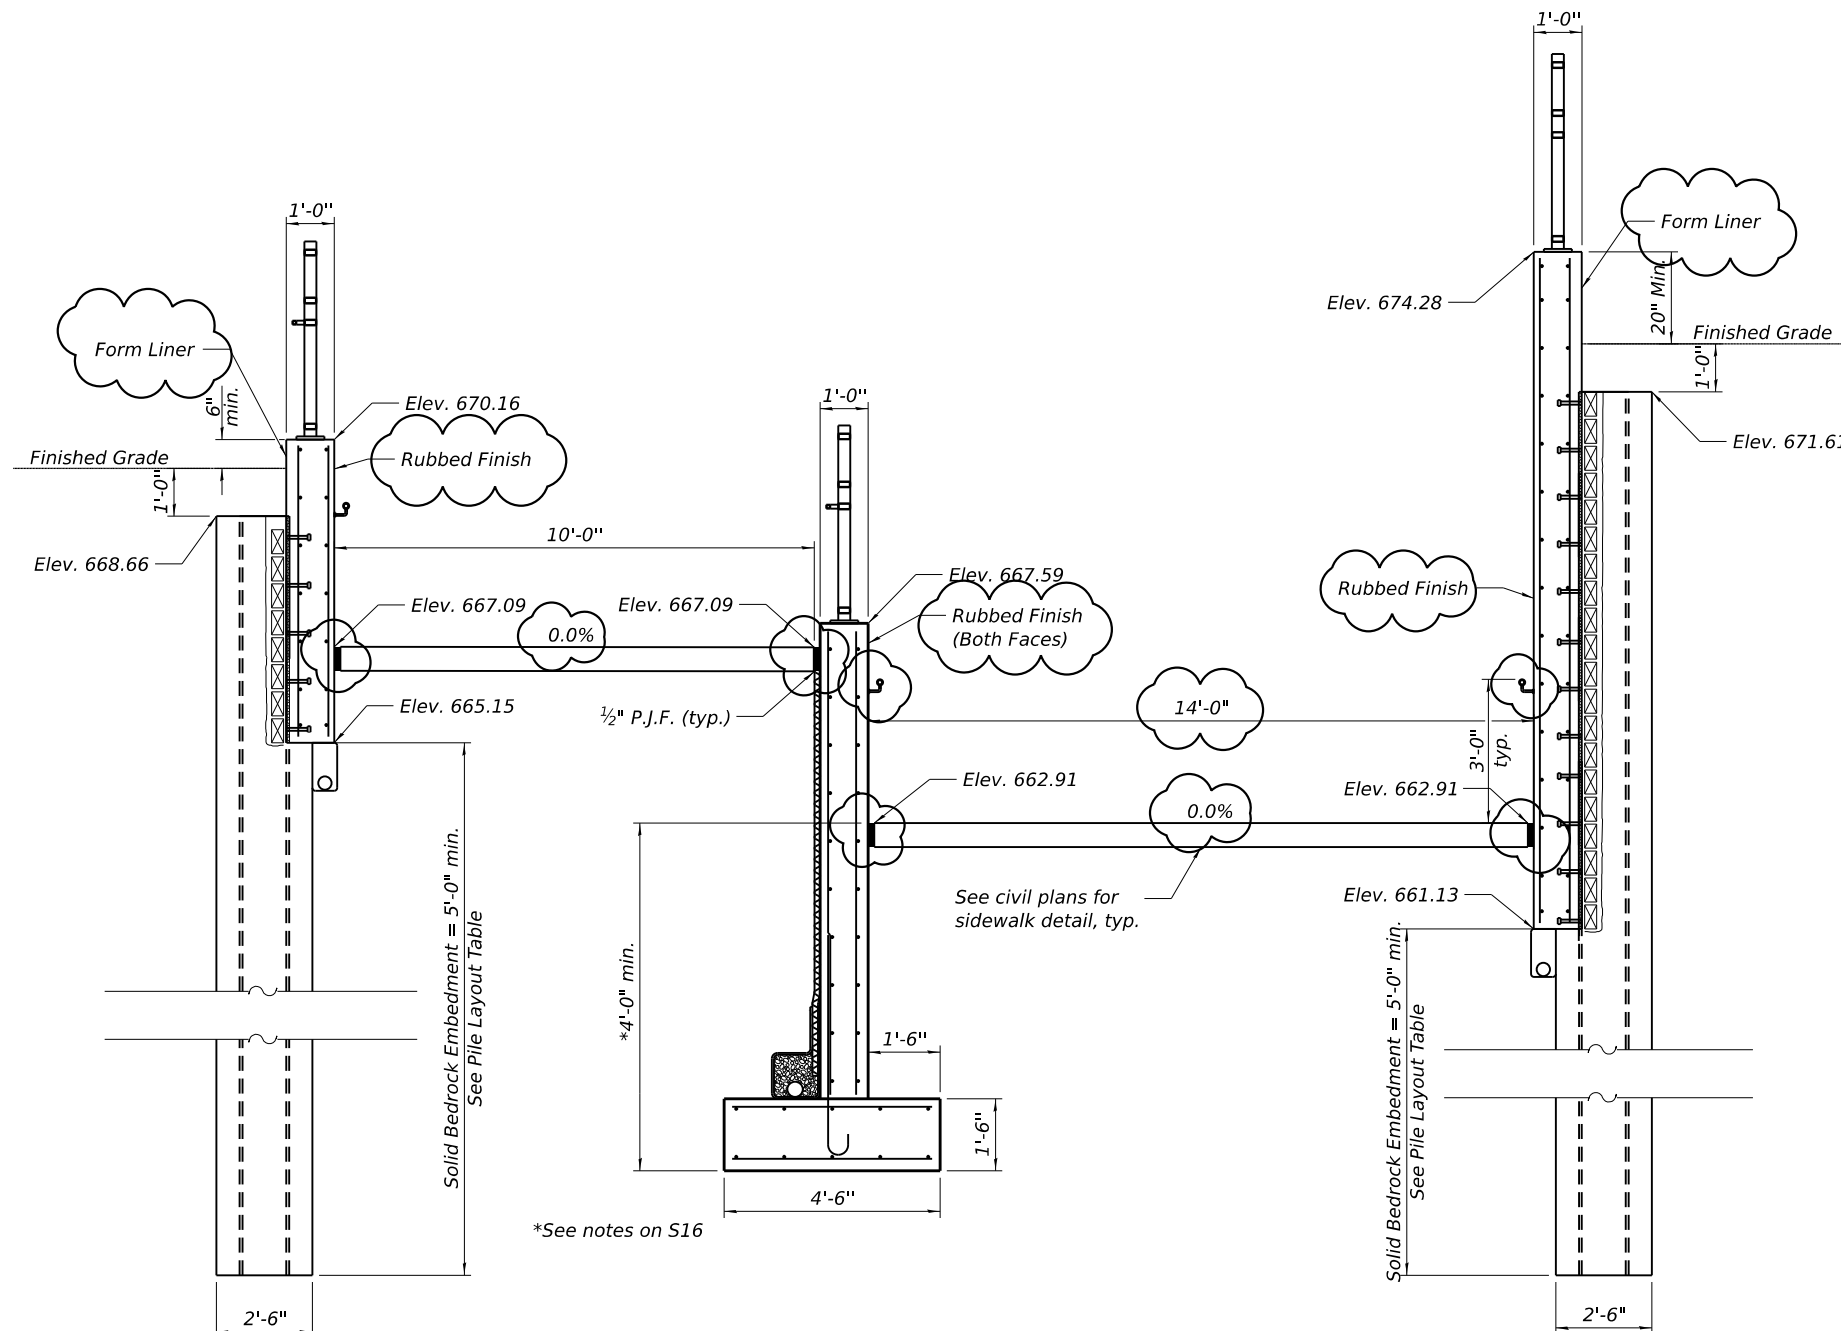 1'-0"
Form Liner
20" Min.
Elev. 674.28
Finished Grade
1'-0"
Elev. 671.61
1'-0"
Form Liner
6"
min.
Elev. 670.16
Finished Grade
Rubbed Finish
1'-0"
Elev. 668.66
10'-0"
1'-0"
Elev. 667.59
Rubbed Finish
(Both Faces)
Rubbed Finish
Elev. 667.09
0.0%
Elev. 667.09
Elev. 665.15
½" P.J.F. (typ.)
14'-0"
3'-0"
typ.
Elev. 662.91
0.0%
Elev. 662.91
See civil plans for
sidewalk detail, typ.
Elev. 661.13
Solid Bedrock Embedment = 5'-0" min.
See Pile Layout Table
*4'-0" min.
1'-6"
1'-6"
4'-6"
*See notes on S16
Solid Bedrock Embedment = 5'-0" min.
See Pile Layout Table
2'-6"
2'-6"